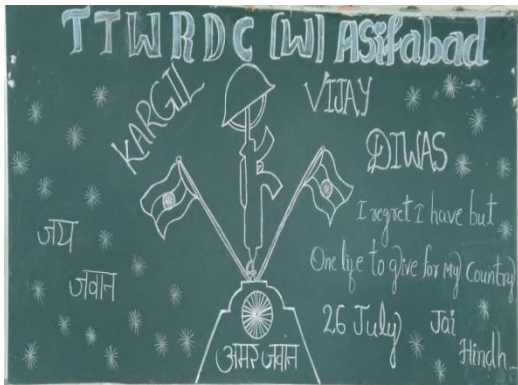 TTWRDC (W) Asifabad
KARGIL
VIJAY
DIWAS
जय
जवान
I regret I have but
One life to give for My Country
26 July Jai
Hindh...
अमर जवान